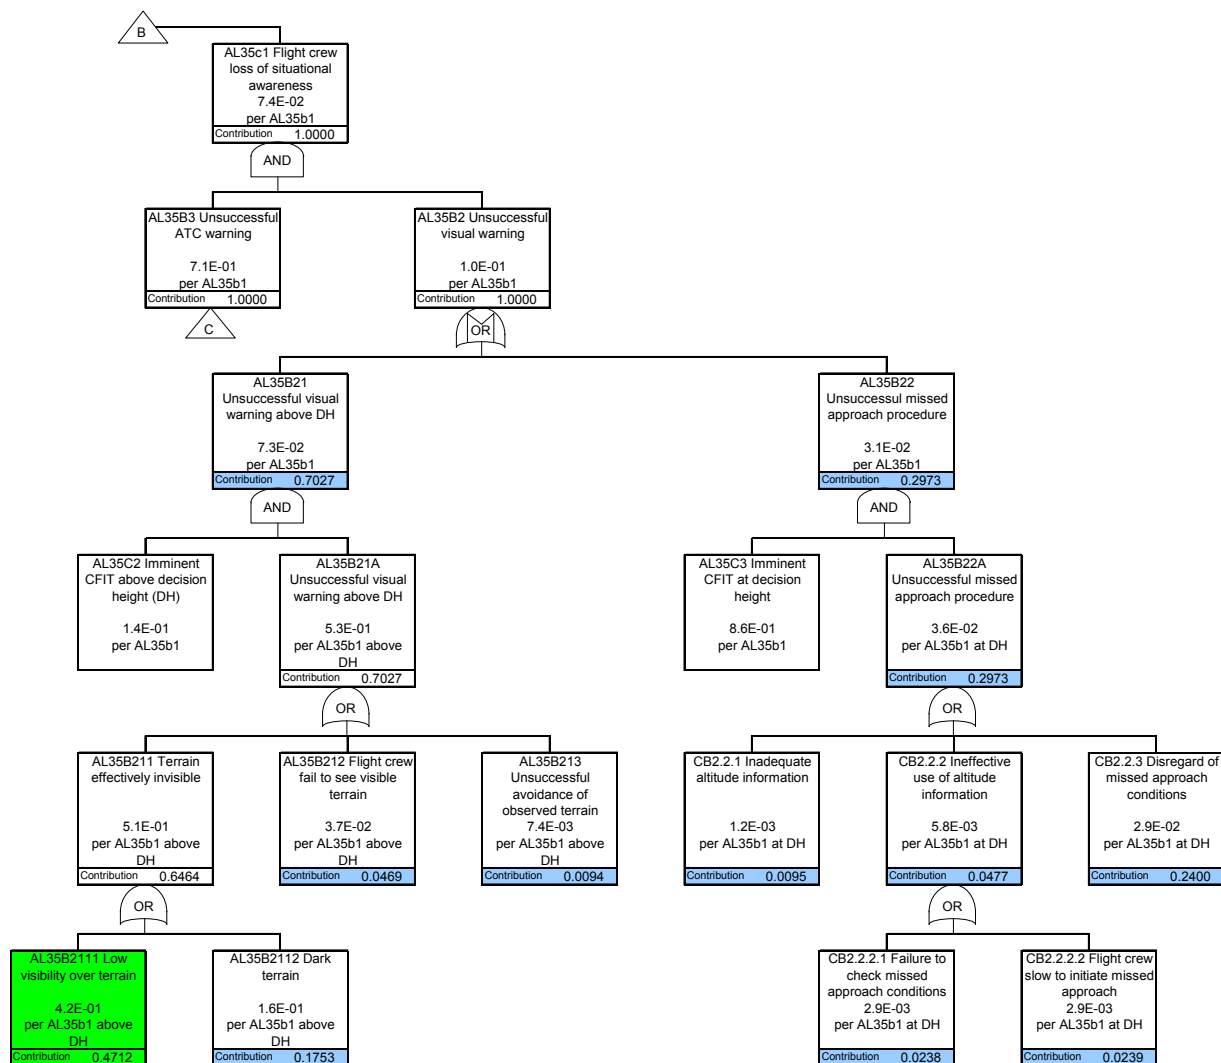 B
AL35c1 Flight crew
loss of situational
awareness
7.4E-02
per AL35b1
Contribution 1.0000
AND
AL35B3 Unsuccessful
ATC warning
7.1E-01
per AL35b1
Contribution 1.0000
C
AL35B2 Unsuccessful
visual warning
1.0E-01
per AL35b1
Contribution 1.0000
OR
AL35B21
Unsuccessful visual
warning above DH
7.3E-02
per AL35b1
Contribution 0.7027
AND
AL35B22
Unsuccessul missed
approach procedure
3.1E-02
per AL35b1
Contribution 0.2973
AND
AL35C2 Imminent
CFIT above decision
height (DH)
1.4E-01
per AL35b1
AL35B21A
Unsuccessful visual
warning above DH
5.3E-01
per AL35b1 above
DH
Contribution 0.7027
OR
AL35C3 Imminent
CFIT at decision
height
8.6E-01
per AL35b1
AL35B22A
Unsuccessful missed
approach procedure
3.6E-02
per AL35b1 at DH
Contribution 0.2973
OR
AL35B211 Terrain
effectively invisible
5.1E-01
per AL35b1 above
DH
Contribution 0.6464
OR
AL35B212 Flight crew
fail to see visible
terrain
3.7E-02
per AL35b1 above
DH
Contribution 0.0469
AL35B213
Unsuccessful
avoidance of
observed terrain
7.4E-03
per AL35b1 above
DH
Contribution 0.0094
CB2.2.1 Inadequate
altitude information
1.2E-03
per AL35b1 at DH
Contribution 0.0095
CB2.2.2 Ineffective
use of altitude
information
5.8E-03
per AL35b1 at DH
Contribution 0.0477
OR
CB2.2.3 Disregard of
missed approach
conditions
2.9E-02
per AL35b1 at DH
Contribution 0.2400
AL35B2111 Low
visibility over terrain
4.2E-01
per AL35b1 above
DH
Contribution 0.4712
AL35B2112 Dark
terrain
1.6E-01
per AL35b1 above
DH
Contribution 0.1753
CB2.2.2.1 Failure to
check missed
approach conditions
2.9E-03
per AL35b1 at DH
Contribution 0.0238
CB2.2.2.2 Flight crew
slow to initiate missed
approach
2.9E-03
per AL35b1 at DH
Contribution 0.0239